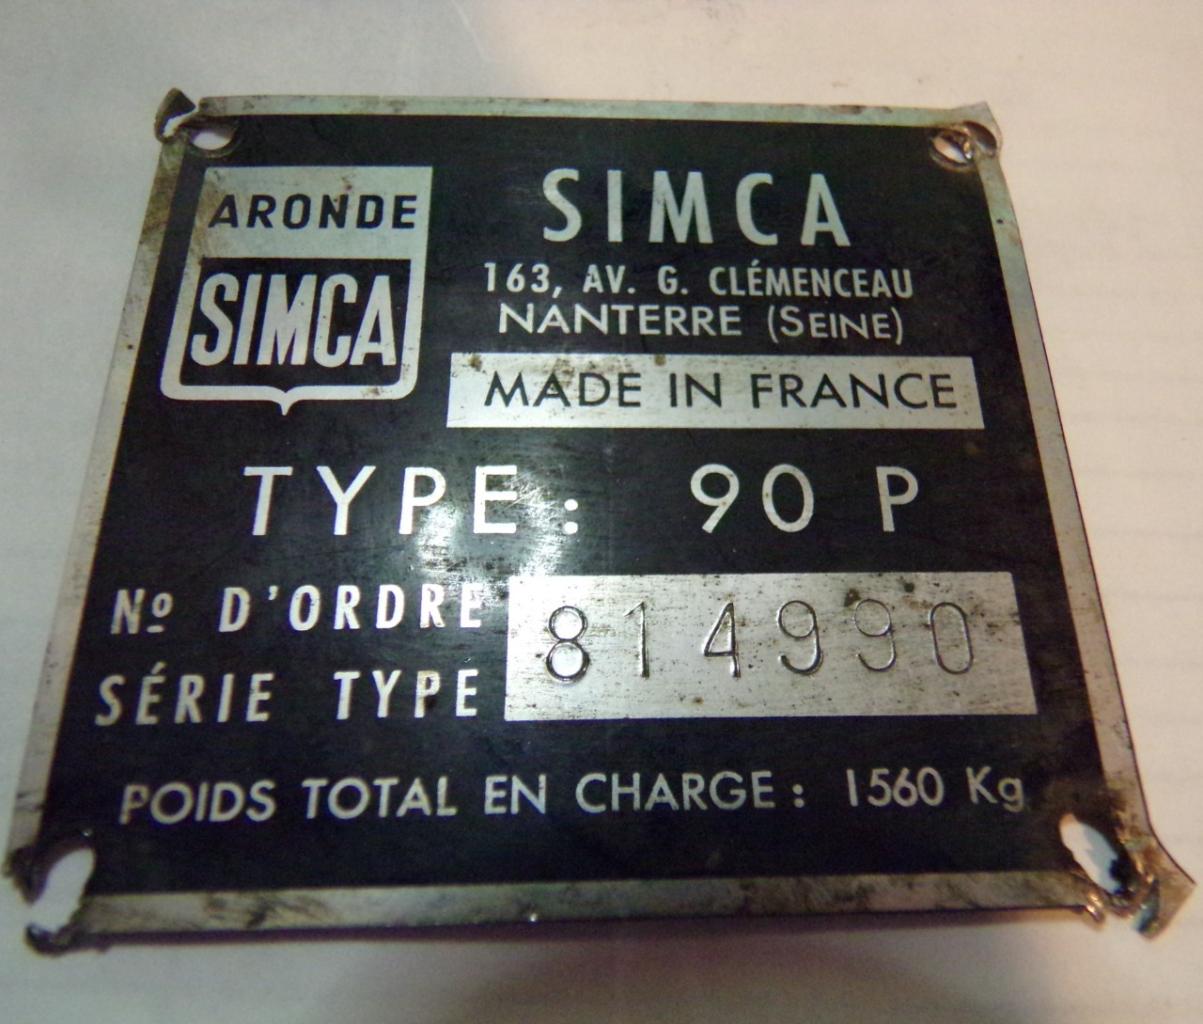 ARONDE
SIMCA
SIMCA
163, AV. G. CLÉMENCEAU
NANTERRE (SEINE)
MADE IN FRANCE
TYPE: 90 P
Nº D'ORDRE
SÉRIE TYPE
814990
POIDS TOTAL EN CHARGE: 1560 Kg